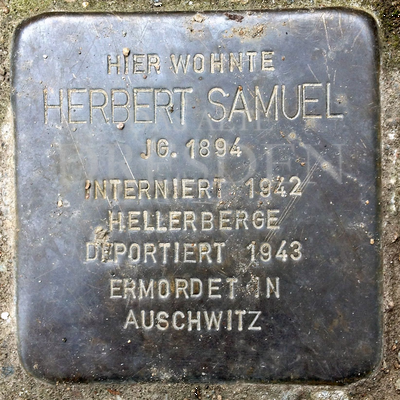 HIER WOHNTE
HERBERT SAMUEL
JG. 1894
INTERNIERT 1942
HELLERBERGE
DEPORTIERT 1943
ERMORDET IN
AUSCHWITZ